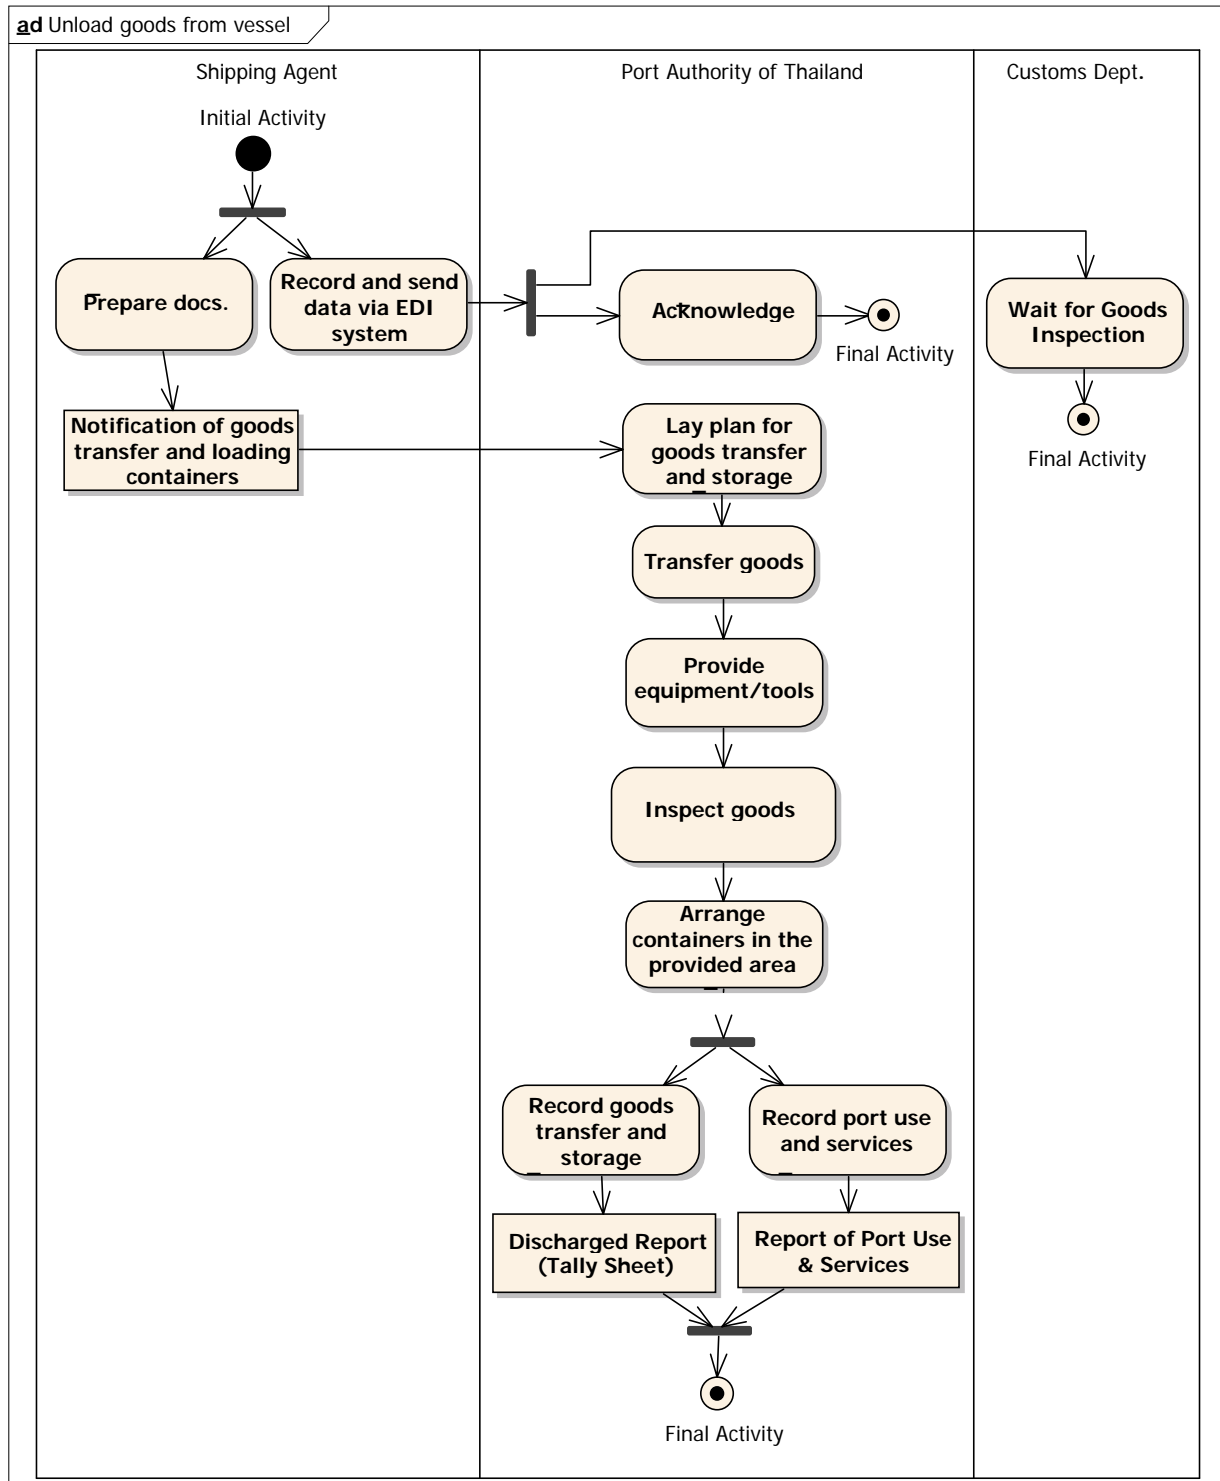 ad Unload goods from vessel
Shipping Agent
Port Authority of Thailand
Customs Dept.
Initial Activity
Prepare docs.
Record and send
data via EDI
system
Acknowledge
Final Activity
Wait for Goods
Inspection
Final Activity
Notification of goods
transfer and loading
containers
Lay plan for
goods transfer
and storage
Transfer goods
Provide
equipment/tools
Inspect goods
Arrange
containers in the
provided area
Record goods
transfer and
storage
Record port use
and services
Discharged Report
(Tally Sheet)
Report of Port Use
& Services
Final Activity